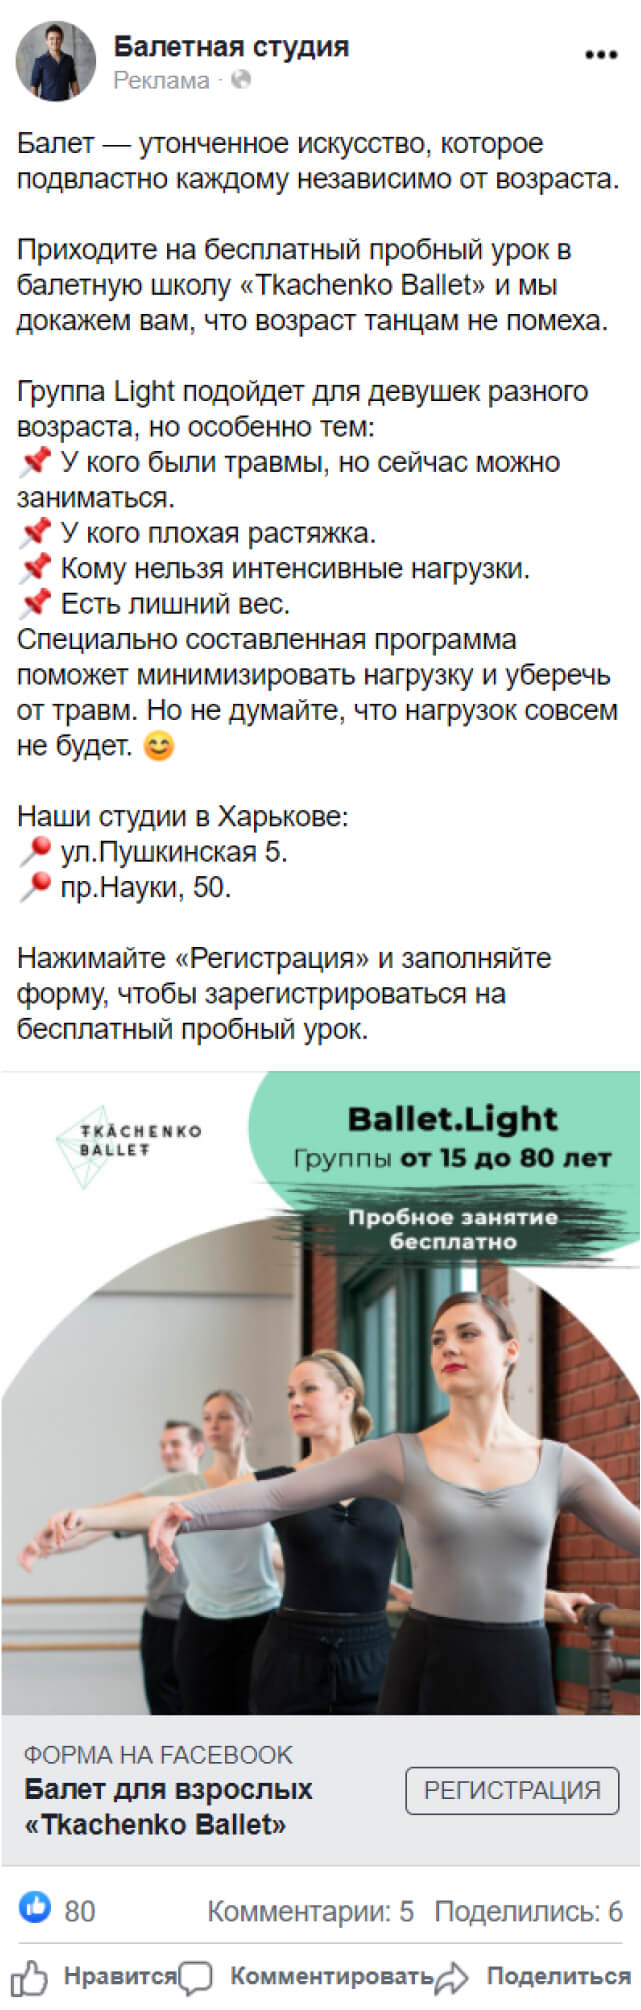 Балетная студия
Реклама ·
Балет — утонченное искусство, которое
подвластно каждому независимо от возраста.
Приходите на бесплатный пробный урок в
балетную школу «Tkachenko Ballet» и мы
докажем вам, что возраст танцам не помеха.
Группа Light подойдет для девушек разного
возраста, но особенно тем:
📌 У кого были травмы, но сейчас можно
заниматься.
📌 У кого плохая растяжка.
📌 Кому нельзя интенсивные нагрузки.
📌 Есть лишний вес.
Специально составленная программа
поможет минимизировать нагрузку и уберечь
от травм. Но не думайте, что нагрузок совсем
не будет. 😊
Наши студии в Харькове:
📍 ул.Пушкинская 5.
📍 пр.Науки, 50.
Нажимайте «Регистрация» и заполняйте
форму, чтобы зарегистрироваться на
бесплатный пробный урок.
TKACHENKO
BALLET
Ballet.Light
Группы от 15 до 80 лет
Пробное занятие
бесплатно
ФОРМА НА FACEBOOK
Балет для взрослых
«Tkachenko Ballet»
РЕГИСТРАЦИЯ
80 Комментарии: 5 Поделились: 6
Нравится Комментировать Поделиться